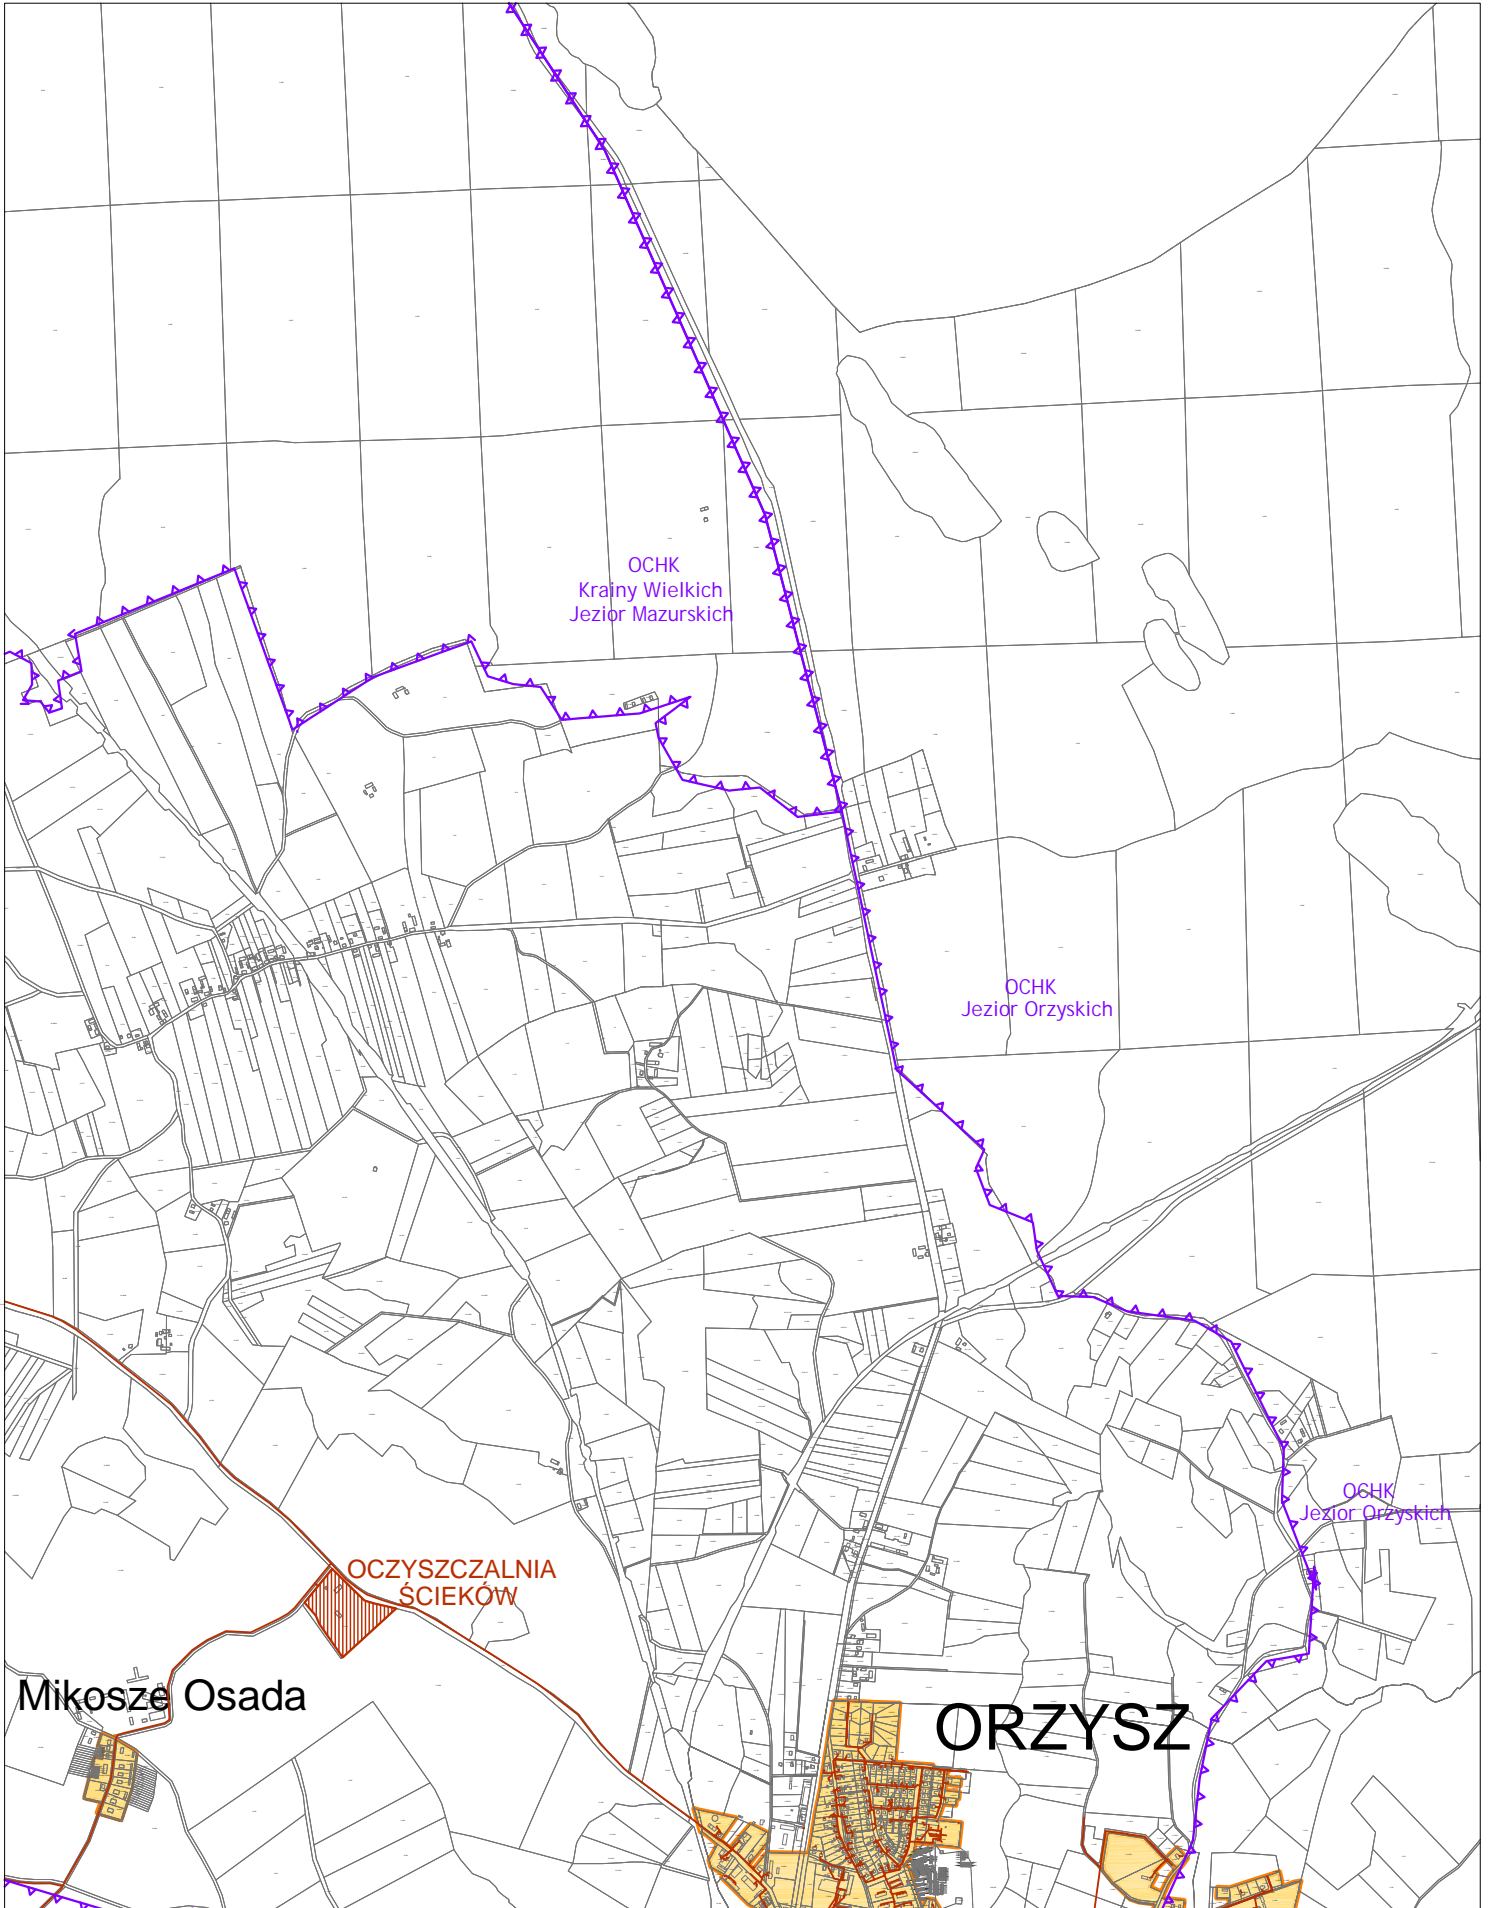 OCHK
Krainy Wielkich
Jezior Mazurskich
OCHK
Jezior Orzyskich
OCHK
Jezior Orzyskich
OCZYSZCZALNIA
ŚCIEKÓW
Mikosze Osada
ORZYSZ